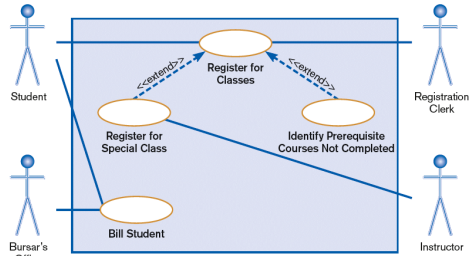 Student
Register for
Classes
<<extend>>
<<extend>>
Registration
Clerk
Register for
Special Class
Identify Prerequisite
Courses Not Completed
Bill Student
Bursar's
Instructor